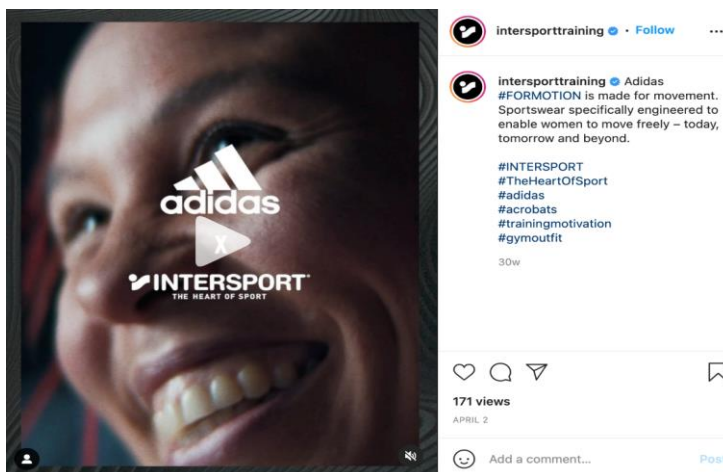 adidas
X
INTERSPORT
THE HEART OF SPORT
intersporttraining • Follow ...
intersporttraining Adidas
#FORMOTION is made for movement.
Sportswear specifically engineered to
enable women to move freely – today,
tomorrow and beyond.
#INTERSPORT
#TheHeartOfSport
#adidas
#acrobats
#trainingmotivation
#gymoutfit
30w
171 views
APRIL 2
Add a comment...